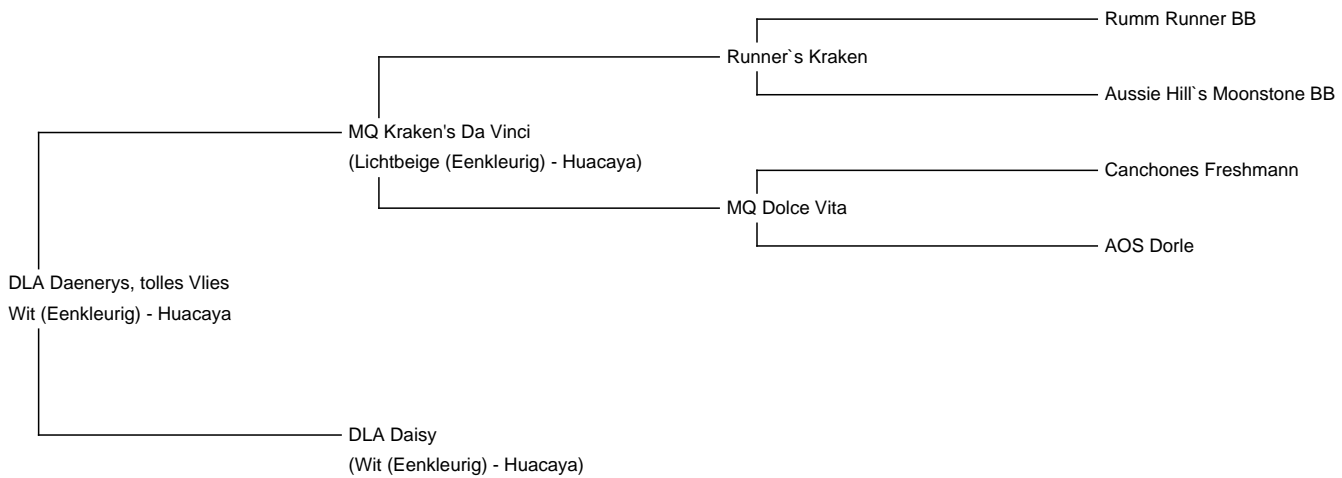 Rumm Runner BB
Runner`s Kraken
Aussie Hill`s Moonstone BB
MQ Kraken's Da Vinci
(Lichtbeige (Eenkleurig) - Huacaya)
Canchones Freshmann
MQ Dolce Vita
AOS Dorle
DLA Daenerys, tolles Vlies
Wit (Eenkleurig) - Huacaya
DLA Daisy
(Wit (Eenkleurig) - Huacaya)